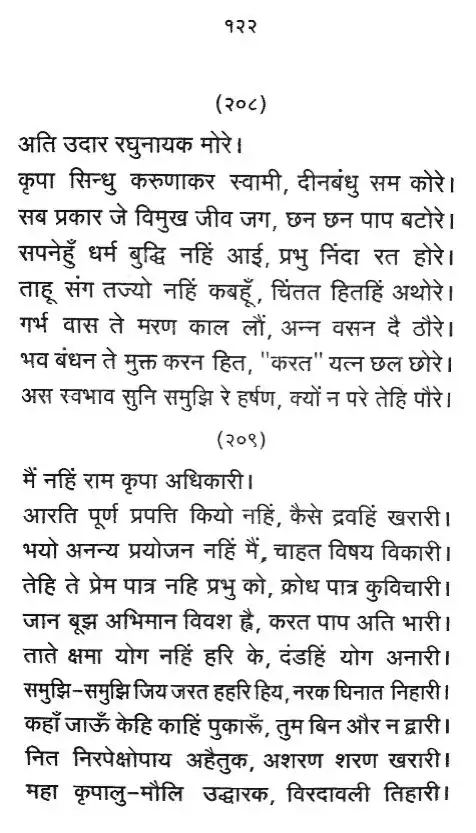 १२२
(२०८)
अति उदार रघुनायक मोरे।
कृपा सिन्धु करुणाकर स्वामी, दीनबंधु सम कोरे।
सब प्रकार जे विमुख जीव जग, छन छन पाप बटोरे।
सपनेहुँ धर्म बुद्धि नहिं आई, प्रभु निंदा रत होरे।
ताहू संग तज्यो नहिं कबहूँ, चिंतत हितहिं अथोरे।
गर्भ वास ते मरण काल लौं, अन्न वसन दै ठौरे।
भव बंधन ते मुक्त करन हित, "करत" यत्न छल छोरे।
अस स्वभाव सुनि समुझि रे हर्षण, क्यों न परे तेहि पौरे।
(२०९)
मैं नहिं राम कृपा अधिकारी।
आरति पूर्ण प्रपत्ति कियो नहिं, कैसे द्रवहिं खरारी।
भयो अनन्य प्रयोजन नहिं मैं, चाहत विषय विकारी।
तेहि ते प्रेम पात्र नहि प्रभु को, क्रोध पात्र कुविचारी।
जान बूझ अभिमान विवश ह्वै, करत पाप अति भारी।
ताते क्षमा योग नहिं हरि के, दंडहिं योग अनारी।
समुझि-समुझि जिय जरत हहरि हिय, नरक घिनात निहारी।
कहाँ जाऊँ केहि काहिं पुकारूँ, तुम बिन और न द्वारी।
नित निरपेक्षोपाय अहैतुक, अशरण शरण खरारी।
महा कृपालु-मौलि उद्धारक, विरदावली तिहारी।